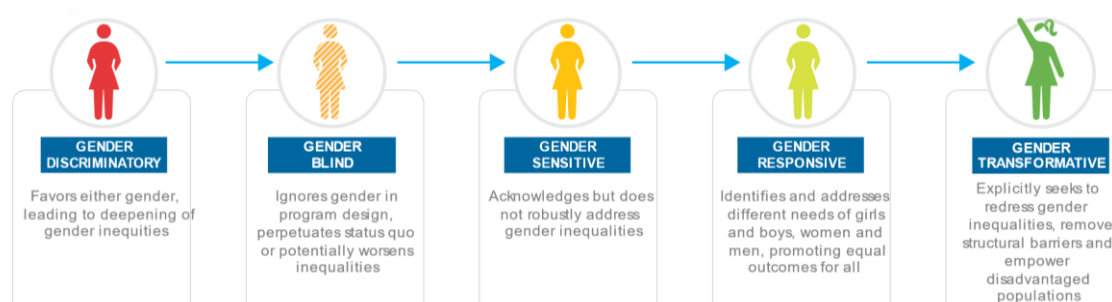 GENDER
DISCRIMINATORY
Favors either gender,
leading to deepening of
gender inequities
GENDER
BLIND
Ignores gender in
program design,
perpetuates status quo
or potentially worsens
inequalities
GENDER
SENSITIVE
Acknowledges but does
not robustly address
gender inequalities
GENDER
RESPONSIVE
Identifies and addresses
different needs of girls
and boys, women and
men, promoting equal
outcomes for all
GENDER
TRANSFORMATIVE
Explicitly seeks to
redress gender
inequalities, remove
structural barriers and
empower
disadvantaged
populations